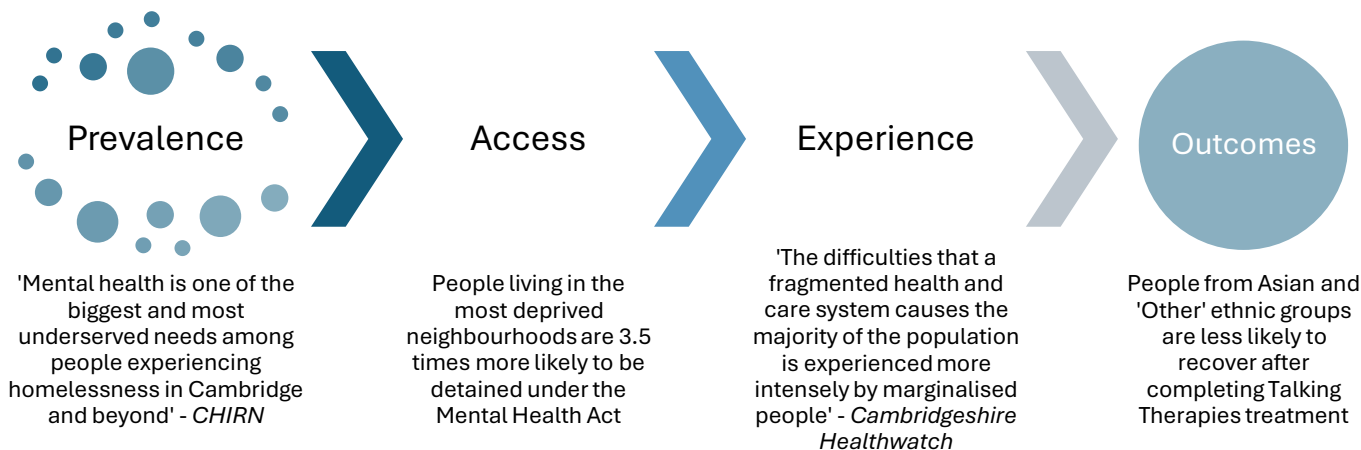 Prevalence
'Mental health is one of the
biggest and most
underserved needs among
people experiencing
homelessness in Cambridge
and beyond' - CHIRN
Access
People living in the
most deprived
neighbourhoods are 3.5
times more likely to be
detained under the
Mental Health Act
Experience
'The difficulties that a
fragmented health and
care system causes the
majority of the population
is experienced more
intensely by marginalised
people' - Cambridgeshire
Healthwatch
Outcomes
People from Asian and
'Other' ethnic groups
are less likely to
recover after
completing Talking
Therapies treatment